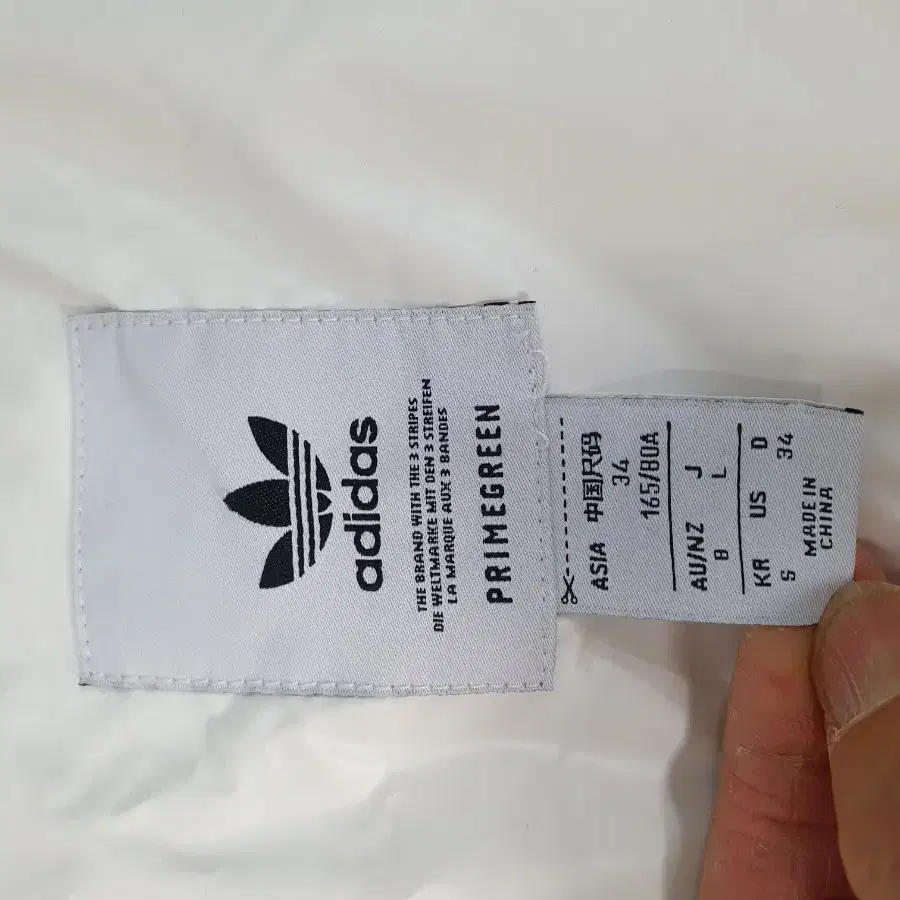 adidas
THE BRAND WITH THE 3 STRIPES
DIE WELTMARKE MIT DEN 3 STREIFEN
LA MARQUE AUX 3 BANDES
PRIMEGREEN
ASIA 中国尺码
34
165/80A
AU/NZ J
8 L
KR US D
S 34
MADE IN
CHINA